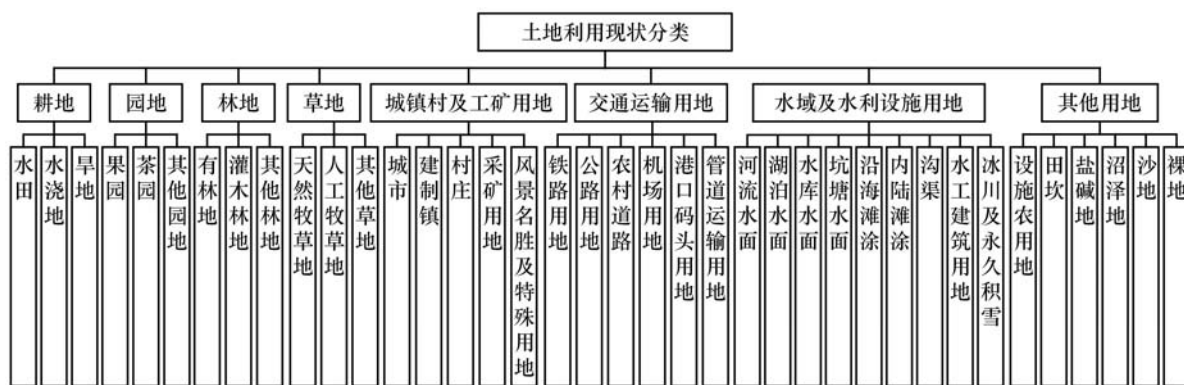 土地利用现状分类
耕地
园地
林地
草地
城镇村及工矿用地
交通运输用地
水域及水利设施用地
其他用地
水田
水浇地
旱地
果园
茶园
其他园地
有林地
灌木林地
其他林地
天然牧草地
人工牧草地
其他草地
城市
建制镇
村庄
采矿用地
风景名胜及特殊用地
铁路用地
公路用地
农村道路
机场用地
港口码头用地
管道运输用地
河流水面
湖泊水面
水库水面
坑塘水面
沿海滩涂
内陆滩涂
沟渠
水工建筑用地
冰川及永久积雪
设施农用地
田坎
盐碱地
沼泽地
沙地
裸地